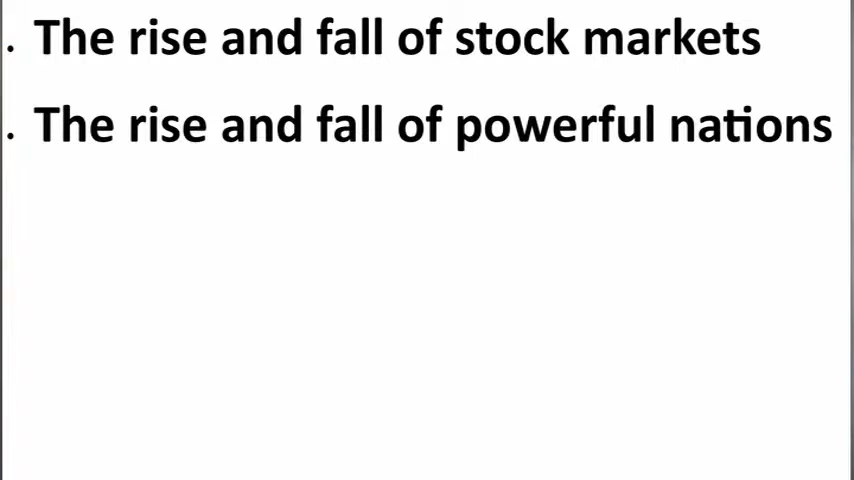 . The rise and fall of stock markets
. The rise and fall of powerful nations